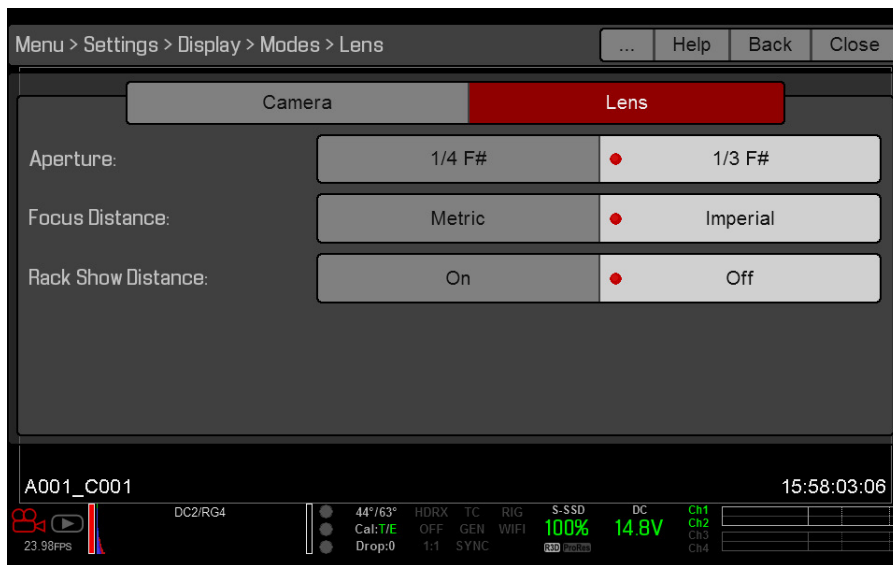 Menu > Settings > Display > Modes > Lens
... Help Back Close
Camera Lens
Aperture: 1/4 F# 1/3 F#
Focus Distance: Metric Imperial
Rack Show Distance: On Off
A001_C001 15:58:03:06
DC2/RG4 44°/63° HDRX TC RIG S-SSD DC Ch1
Cal:T/E OFF GEN WIFI 100% 14.8V Ch2
23.98FPS Drop:0 1:1 SYNC R3D ProRes Ch3
Ch4